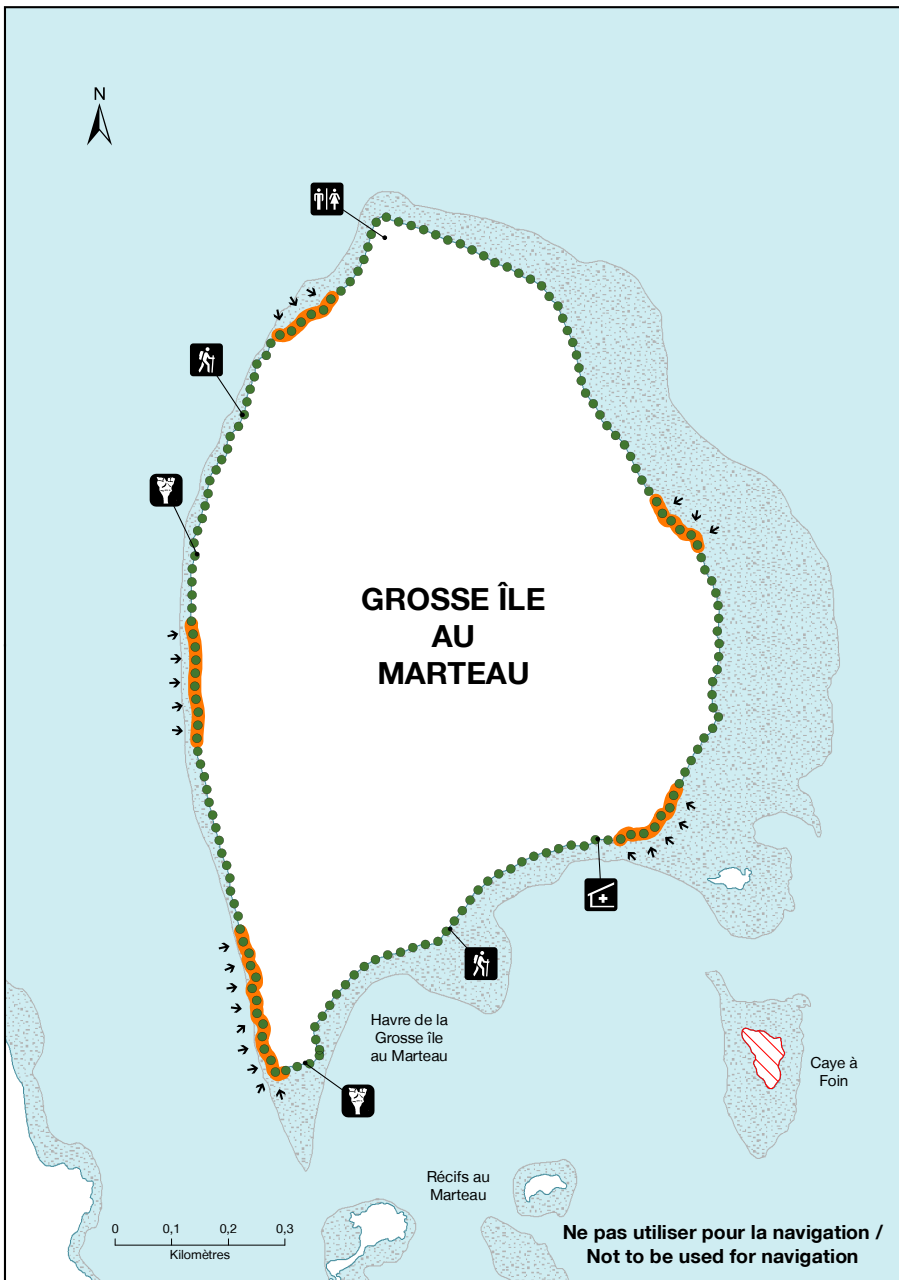 N
GROSSE ÎLE
AU
MARTEAU
Havre de la
Grosse île
au Marteau
Caye à
Foin
Récifs au
Marteau
0 0,1 0,2 0,3
Kilomètres
Ne pas utiliser pour la navigation /
Not to be used for navigation